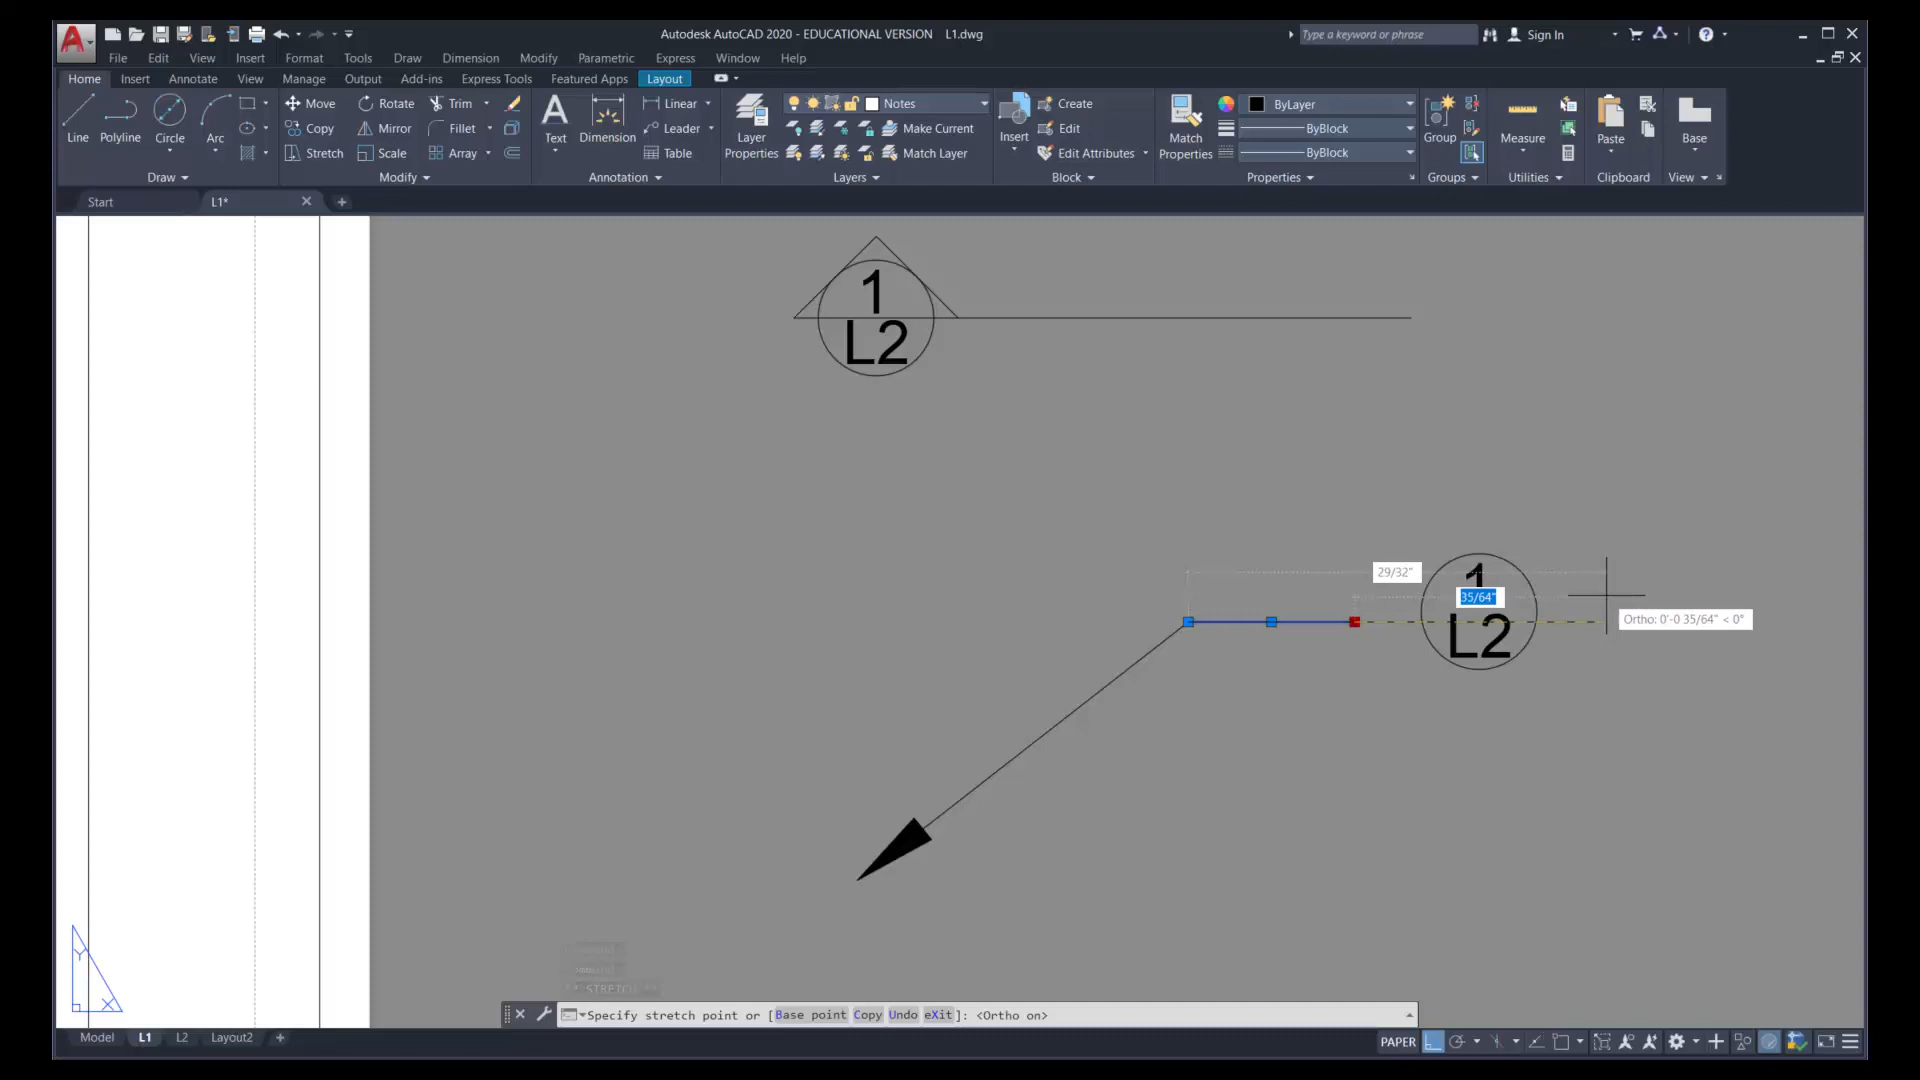 Autodesk AutoCAD 2020 - EDUCATIONAL VERSION L1.dwg
Type a keyword or phrase
Sign In
File Edit View Insert Format Tools Draw Dimension Modify Parametric Express Window Help
Home Insert Annotate View Manage Output Add-ins Express Tools Featured Apps Layout
Line Polyline Circle Arc
Move Rotate Trim
Copy Mirror Fillet
Stretch Scale Array
Text Dimension
Linear
Leader
Table
Layer Properties
Notes
Make Current
Match Layer
Insert
Create
Edit
Edit Attributes
Match Properties
ByLayer
ByBlock
ByBlock
Group
Measure
Paste
Base
Draw Modify Annotation Layers Block Properties Groups Utilities Clipboard View
Start L1*
1
L2
29/32"
1
35/64"
L2
Ortho: 0'-0 35/64" < 0°
Y
X
Specify stretch point or [Base point Copy Undo eXit]: <Ortho on>
Model L1 L2 Layout2
PAPER